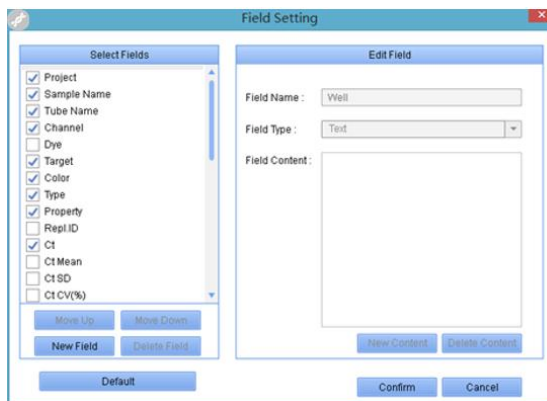 Field Setting
Select Fields
Project
Sample Name
Tube Name
Channel
Dye
Target
Color
Type
Property
Repl.ID
Ct
Ct Mean
Ct SD
Ct CV(%)
Move Up Move Down
New Field Delete Field
Default
Edit Field
Field Name : Well
Field Type : Text
Field Content :
New Content Delete Content
Confirm Cancel